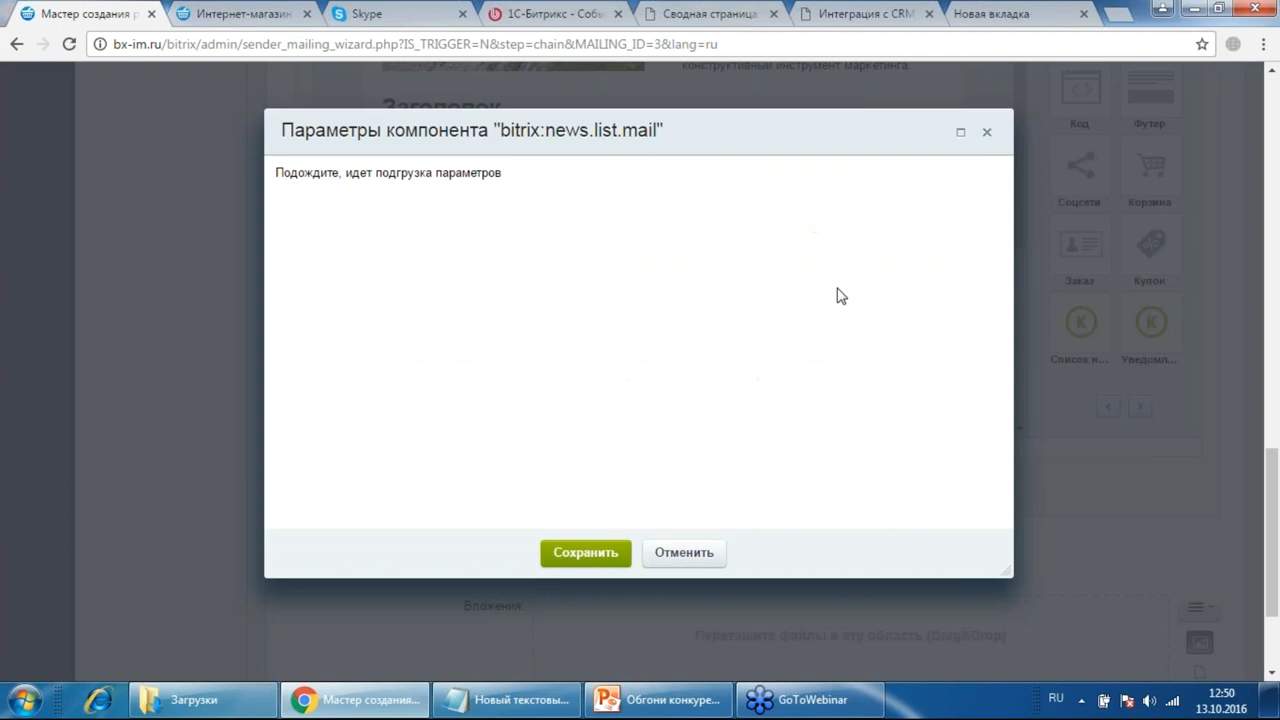 Мастер создания р
Интернет-магазин
Skype
1С-Битрикс - Собы
Сводная страница
Интеграция с CRM
Новая вкладка
bx-im.ru/bitrix/admin/sender_mailing_wizard.php?IS_TRIGGER=N&step=chain&MAILING_ID=3&lang=ru
конструктивный инструмент маркетинга.
Заголовок
Код
Футер
Параметры компонента "bitrix:news.list.mail"
Подождите, идет подгрузка параметров
Соцсети
Корзина
Заказ
Купон
К
К
Список н...
Уведомл...
Сохранить
Отменить
Вложения:
Перетащите файлы в эту область (Drag&Drop)
Загрузки
Мастер создания...
Новый текстовы...
Обгони конкуре...
GoToWebinar
RU
12:50
13.10.2016